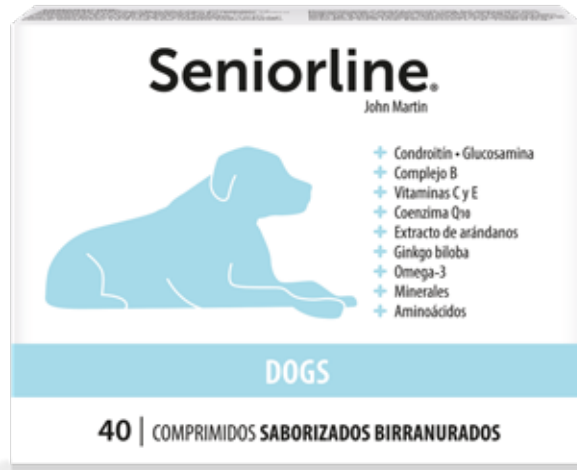 Seniorline®
John Martin
+ Condroitín • Glucosamina
+ Complejo B
+ Vitaminas C y E
+ Coenzima Q10
+ Extracto de arándanos
+ Ginkgo biloba
+ Omega-3
+ Minerales
+ Aminoácidos
DOGS
40 | COMPRIMIDOS SABORIZADOS BIRRANURADOS